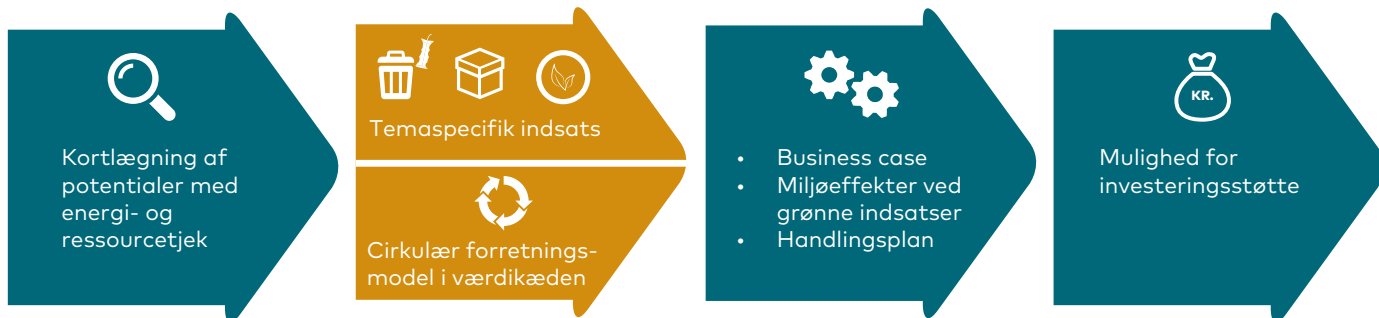 Kortlægning af
potentialer med
energi- og
ressourcetjek
Temaspecifik indsats
Cirkulær forretnings-
model i værdikæden
• Business case
• Miljøeffekter ved
grønne indsatser
• Handlingsplan
KR.
Mulighed for
investeringsstøtte